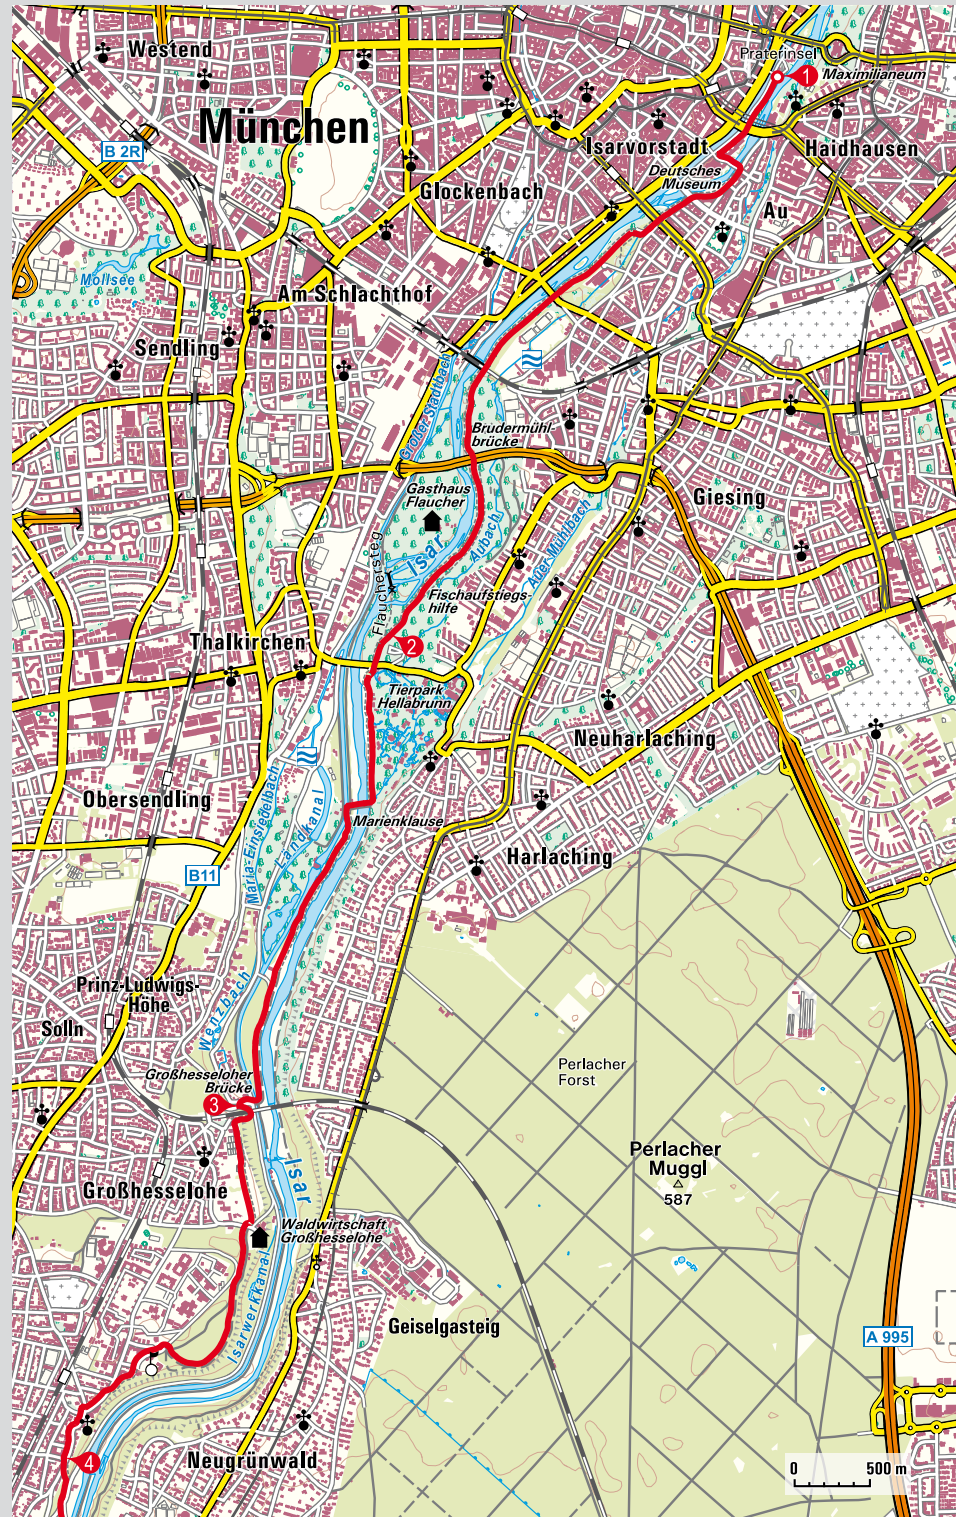 Westend
München
B 2R
Praterinsel
1
Maximilianeum
Isarvorstadt
Haidhausen
Deutsches
Museum
Glockenbach
Au
Mollsee
Am Schlachthof
Sendling
Großer Stadtbach
Brudermühl-
brücke
Gasthaus
Flaucher
Giesing
Isar
Aubach
Auer Mühlbach
Flauchersteg
Fischaufstiegs-
hilfe
2
Thalkirchen
Tierpark
Hellabrunn
Neuharlaching
Obersendling
Maria-Einsiedelbach
Landkanal
Marienklause
B11
Harlaching
Prinz-Ludwigs-
Höhe
Solln
Wenzbach
Großhesseloher
Brücke
3
Perlacher
Forst
Perlacher
Muggl
587
Isar
Großhesselohe
Waldwirtschaft
Großhesselohe
Isarwerkkanal
Geiselgasteig
A 995
4
Neugrünwald
0 500 m